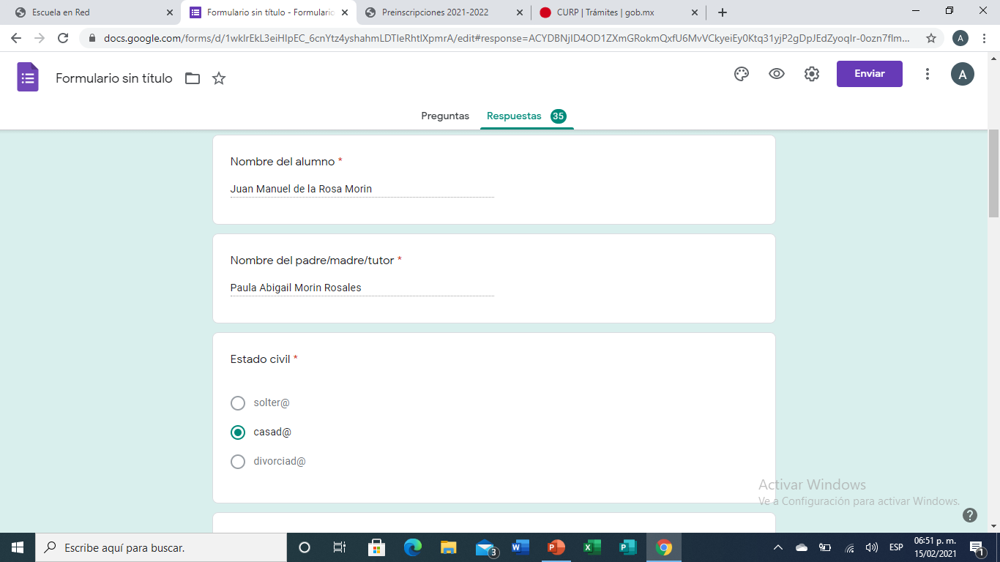 Escuela en Red
Formulario sin título - Formulario
Preinscripciones 2021-2022
CURP | Trámites | gob.mx
docs.google.com/forms/d/1wkIrEkL3eiHIpEC_6cnYtz4yshahmLDTIeRhtlXpmrA/edit#response=ACYDBNjID4OD1ZXmGRokmQxfU6MvVCkyeiEy0Ktq31yjP2gDpJEdZyoqIr-0ozn7flm...
A
Formulario sin título
Enviar
A
Preguntas
Respuestas 35
Nombre del alumno *
Juan Manuel de la Rosa Morin
Nombre del padre/madre/tutor *
Paula Abigail Morin Rosales
Estado civil *
solter@
casad@
divorciad@
Activar Windows
Ve a Configuración para activar Windows.
Escribe aquí para buscar.
3
ESP
06:51 p. m.
15/02/2021
1